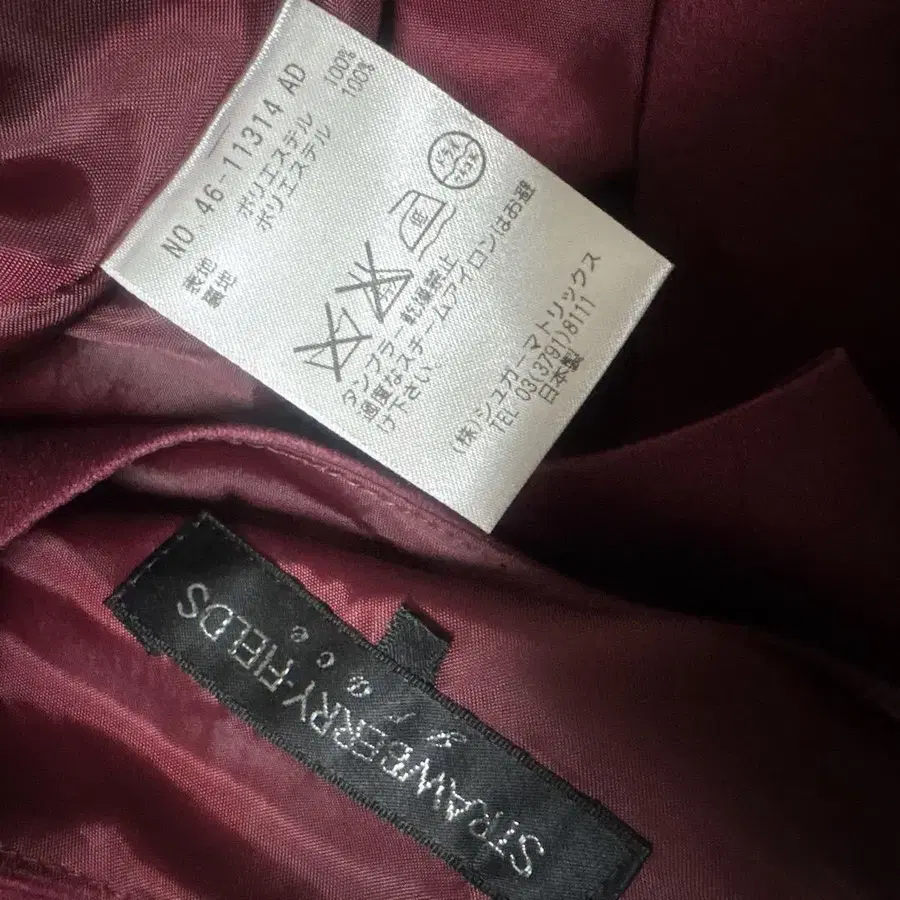 NO 46-11314 AD
表地 ポリエステル 100%
裏地 ポリエステル 100%
タンブラー乾燥禁止
過度なスチームアイロンはお避
け下さい。
(株)シュガーマトリックス
TEL 03(3791)8111
日本製
STRAWBERRY-FIELDS
grace